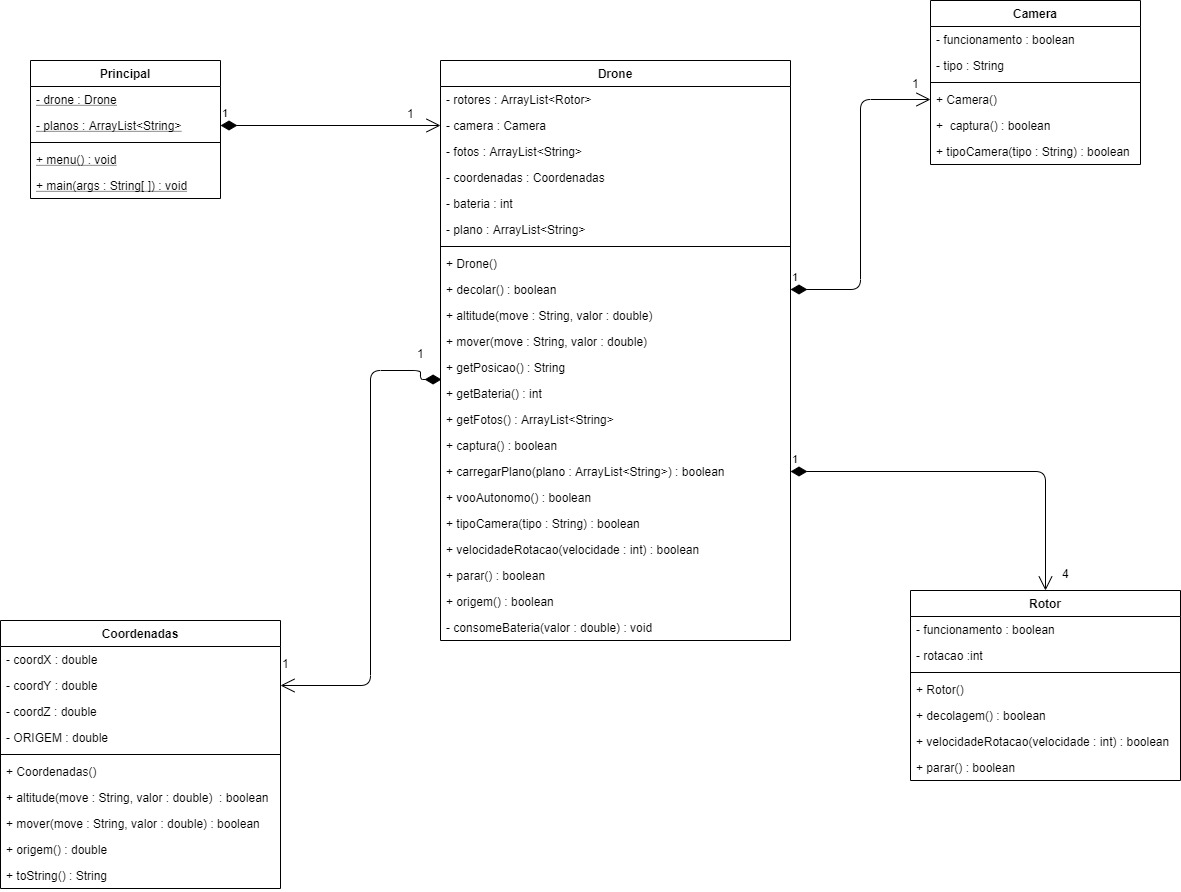 Principal
- drone : Drone
- planos : ArrayList<String>
+ menu() : void
+ main(args : String[ ]) : void
1
1
Drone
- rotores : ArrayList<Rotor>
- camera : Camera
- fotos : ArrayList<String>
- coordenadas : Coordenadas
- bateria : int
- plano : ArrayList<String>
+ Drone()
+ decolar() : boolean
+ altitude(move : String, valor : double)
+ mover(move : String, valor : double)
+ getPosicao() : String
+ getBateria() : int
+ getFotos() : ArrayList<String>
+ captura() : boolean
+ carregarPlano(plano : ArrayList<String>) : boolean
+ vooAutonomo() : boolean
+ tipoCamera(tipo : String) : boolean
+ velocidadeRotacao(velocidade : int) : boolean
+ parar() : boolean
+ origem() : boolean
- consomeBateria(valor : double) : void
1
1
Camera
- funcionamento : boolean
- tipo : String
+ Camera()
+  captura() : boolean
+ tipoCamera(tipo : String) : boolean
1
4
Rotor
- funcionamento : boolean
- rotacao :int
+ Rotor()
+ decolagem() : boolean
+ velocidadeRotacao(velocidade : int) : boolean
+ parar() : boolean
1
1
Coordenadas
- coordX : double
- coordY : double
- coordZ : double
- ORIGEM : double
+ Coordenadas()
+ altitude(move : String, valor : double)  : boolean
+ mover(move : String, valor : double) : boolean
+ origem() : double
+ toString() : String